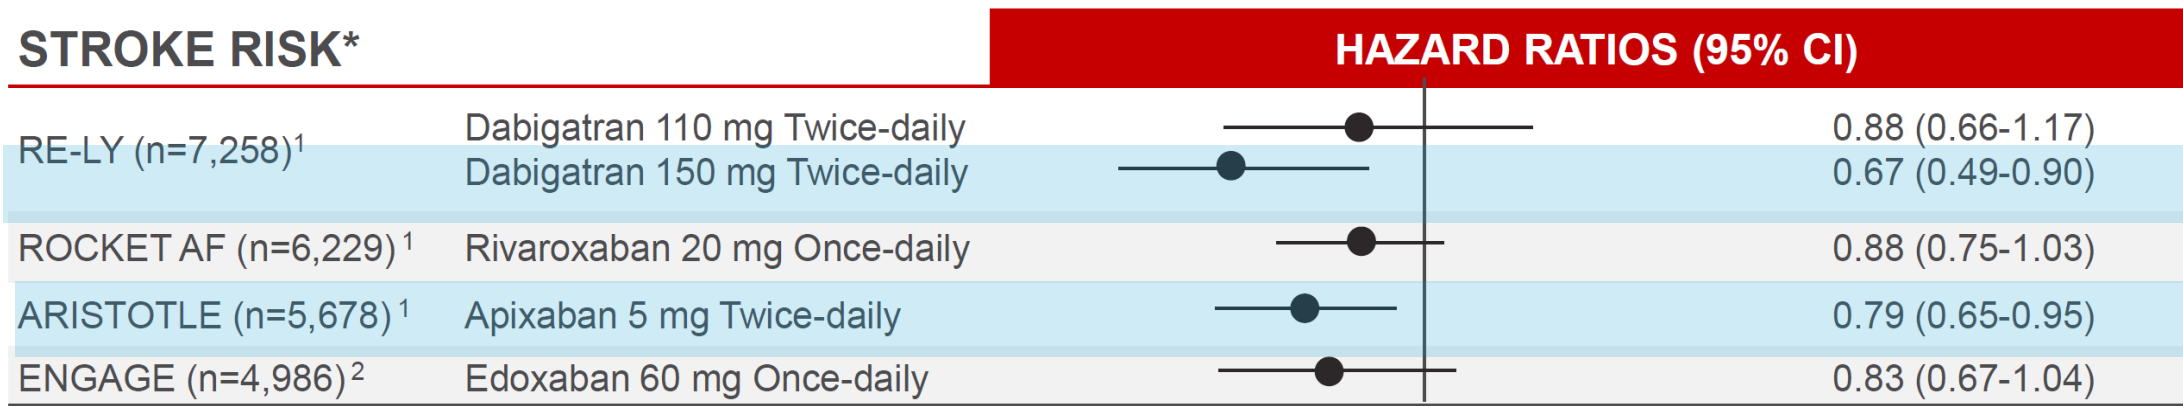 STROKE RISK* HAZARD RATIOS (95% CI)
RE-LY (n=7,258)1 Dabigatran 110 mg Twice-daily 0.88 (0.66-1.17)
Dabigatran 150 mg Twice-daily 0.67 (0.49-0.90)
ROCKET AF (n=6,229)1 Rivaroxaban 20 mg Once-daily 0.88 (0.75-1.03)
ARISTOTLE (n=5,678)1 Apixaban 5 mg Twice-daily 0.79 (0.65-0.95)
ENGAGE (n=4,986)2 Edoxaban 60 mg Once-daily 0.83 (0.67-1.04)